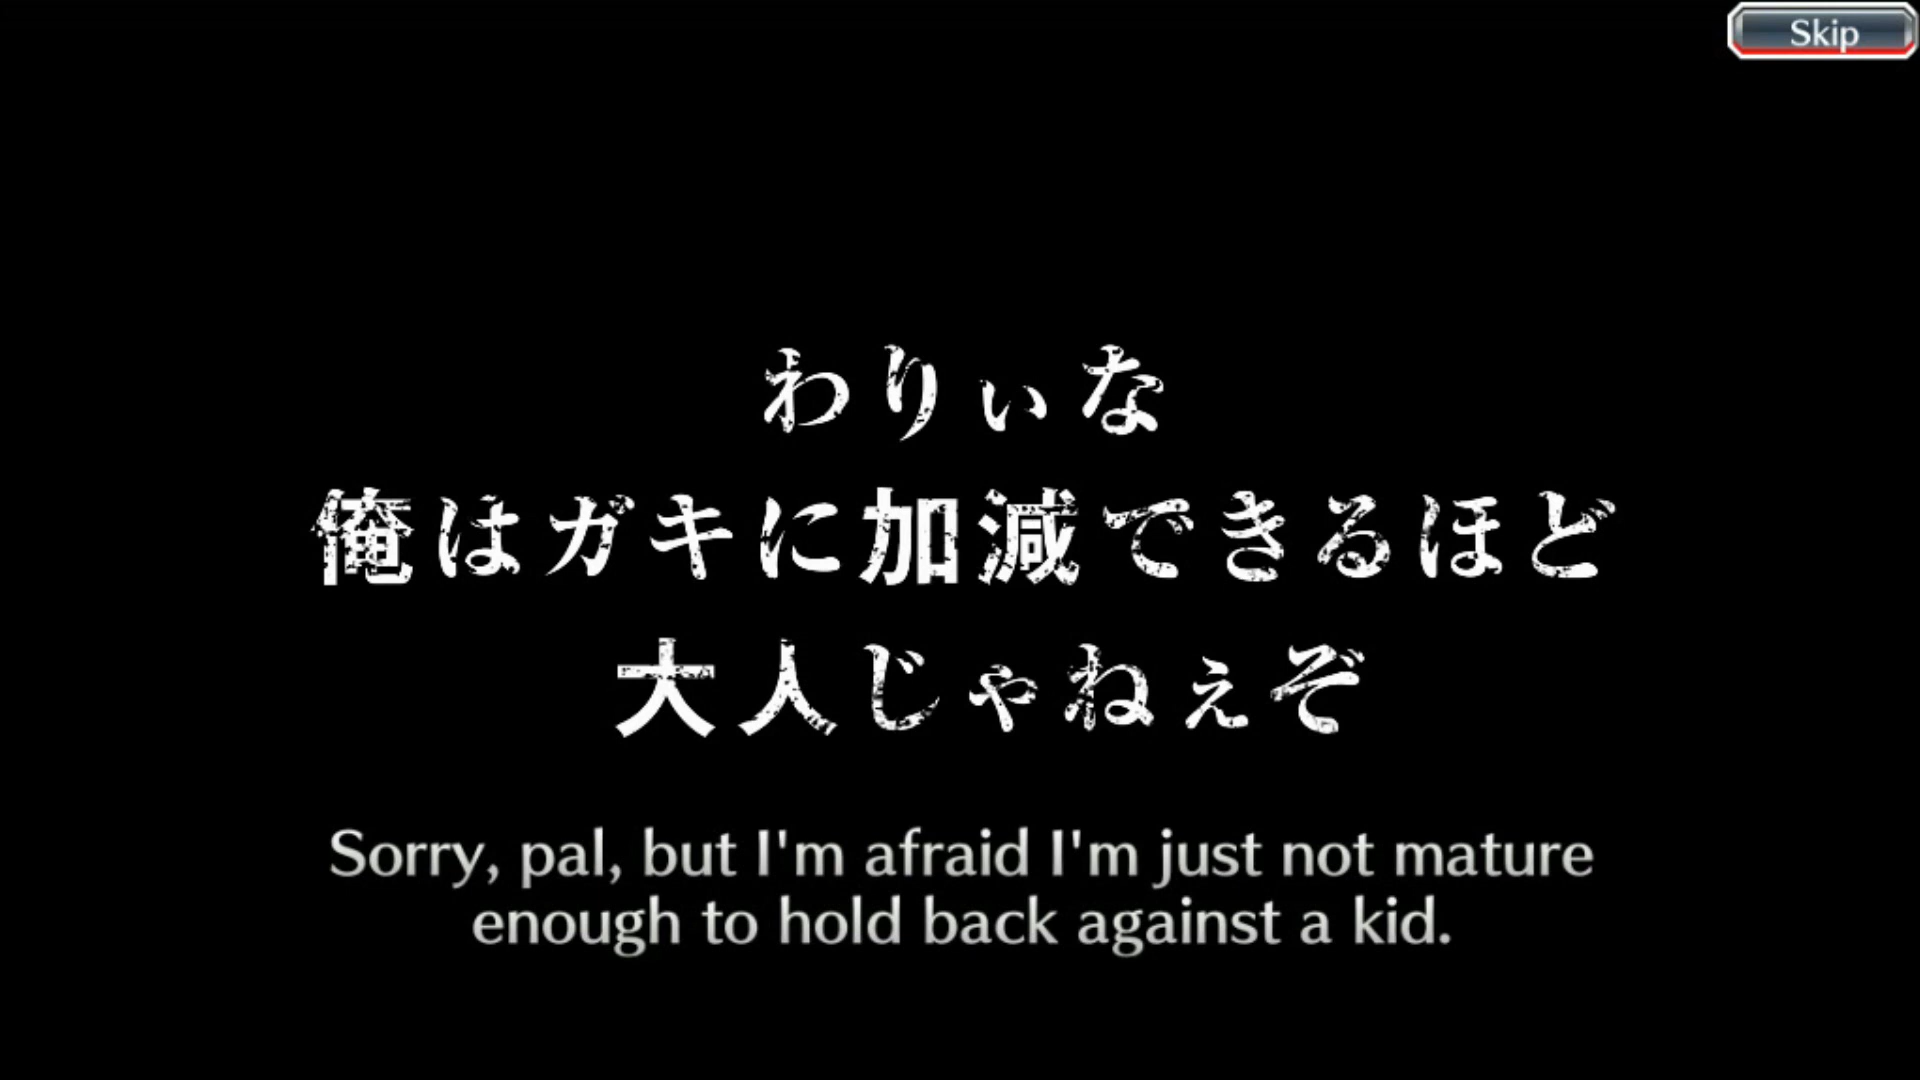 Skip
わりぃな
俺はガキに加減できるほど
大人じゃねぇぞ
Sorry, pal, but I'm afraid I'm just not mature
enough to hold back against a kid.